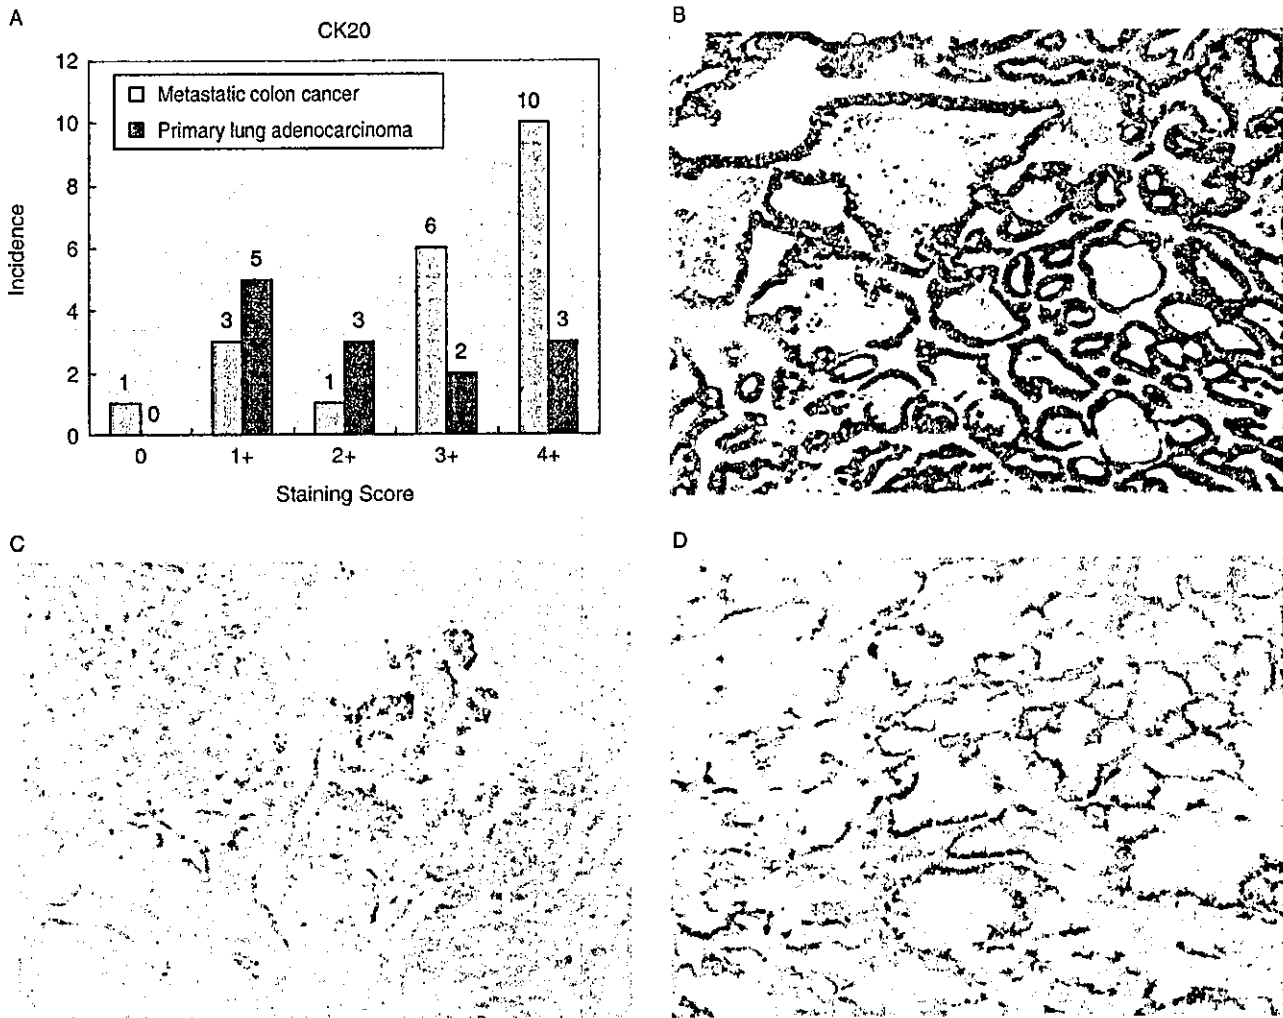 A
CK20
12
10
8
6
4
2
0
Incidence
Metastatic colon cancer
Primary lung adenocarcinoma
1
0
3
5
1
3
6
2
10
3
0
1+
2+
3+
4+
Staining Score
B
C
D